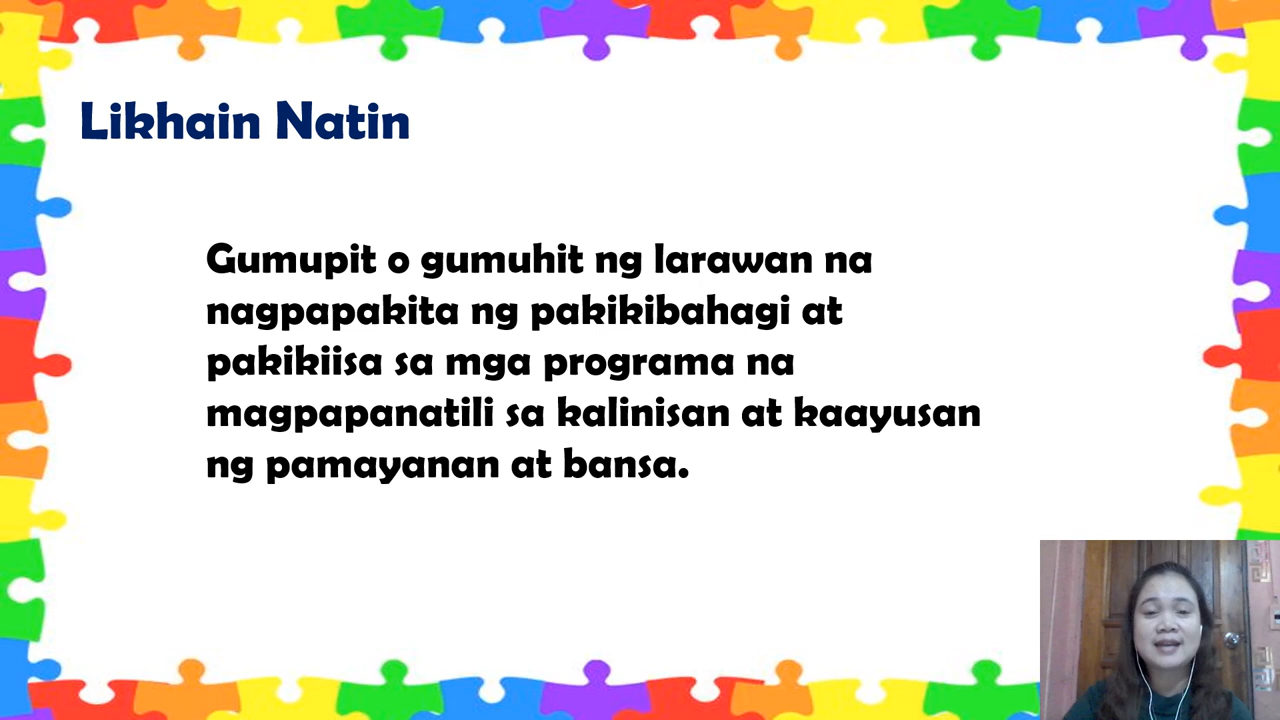 Likhain Natin
Gumupit o gumuhit ng larawan na
nagpapakita ng pakikibahagi at
pakikiisa sa mga programa na
magpapanatili sa kalinisan at kaayusan
ng pamayanan at bansa.